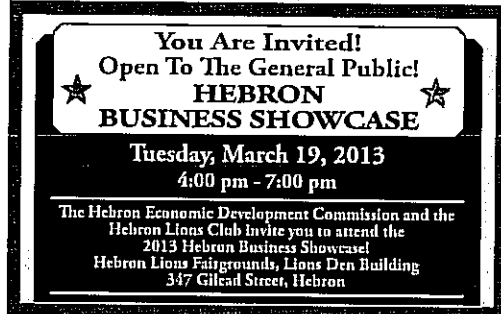 You Are Invited!
Open To The General Public!
HEBRON
BUSINESS SHOWCASE
Tuesday, March 19, 2013
4:00 pm - 7:00 pm
The Hebron Economic Development Commission and the
Hebron Lions Club invite you to attend the
2013 Hebron Business Showcase!
Hebron Lions Fairgrounds, Lions Den Building
347 Gilead Street, Hebron